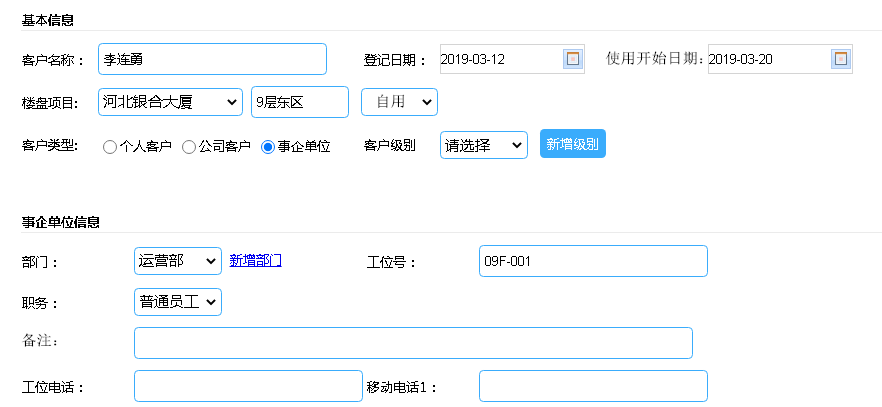 基本信息
客户名称： 李连勇 登记日期： 2019-03-12 使用开始日期: 2019-03-20
楼盘项目: 河北银合大厦 9层东区 自用
客户类型: 个人客户 公司客户 事企单位 客户级别 请选择 新增级别
事企单位信息
部门： 运营部 新增部门 工位号： 09F-001
职务： 普通员工
备注:
工位电话： 移动电话1：